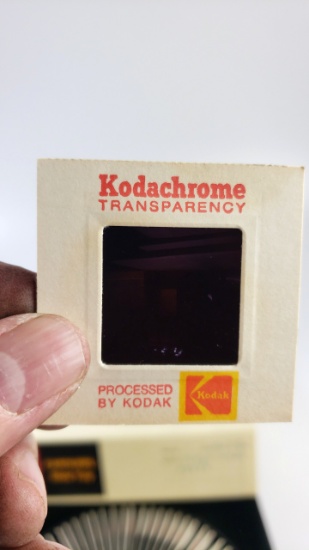 Kodachrome
TRANSPARENCY
PROCESSED
BY KODAK
Kodak